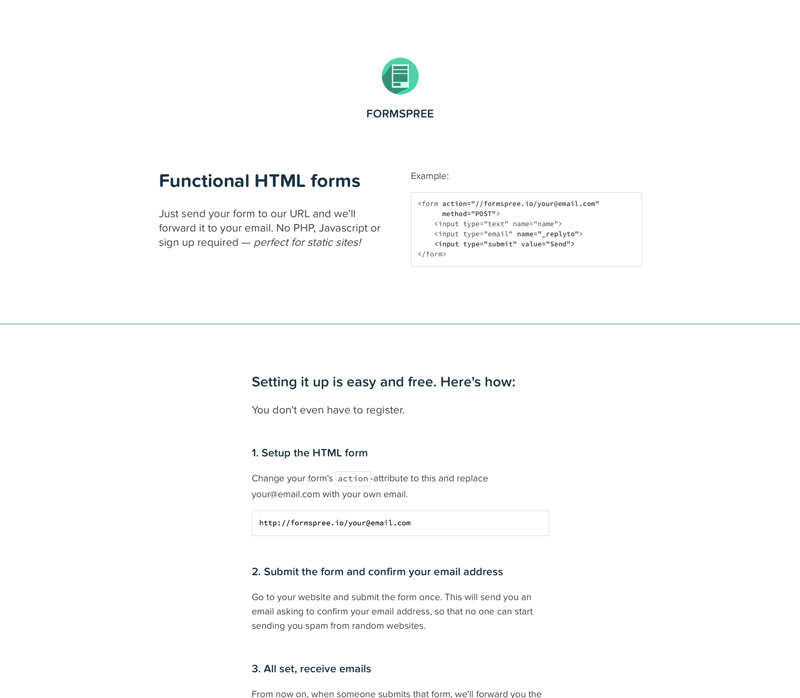 FORMSPREE
Functional HTML forms
Just send your form to our URL and we'll
forward it to your email. No PHP, Javascript or
sign up required — perfect for static sites!
Example:
<form action="//formspree.io/your@email.com"
      method="POST">
    <input type="text" name="name">
    <input type="email" name="_replyto">
    <input type="submit" value="Send">
</form>
Setting it up is easy and free. Here's how:
You don't even have to register.
1. Setup the HTML form
Change your form's action-attribute to this and replace
your@email.com with your own email.
http://formspree.io/your@email.com
2. Submit the form and confirm your email address
Go to your website and submit the form once. This will send you an
email asking to confirm your email address, so that no one can start
sending you spam from random websites.
3. All set, receive emails
From now on, when someone submits that form, we'll forward you the